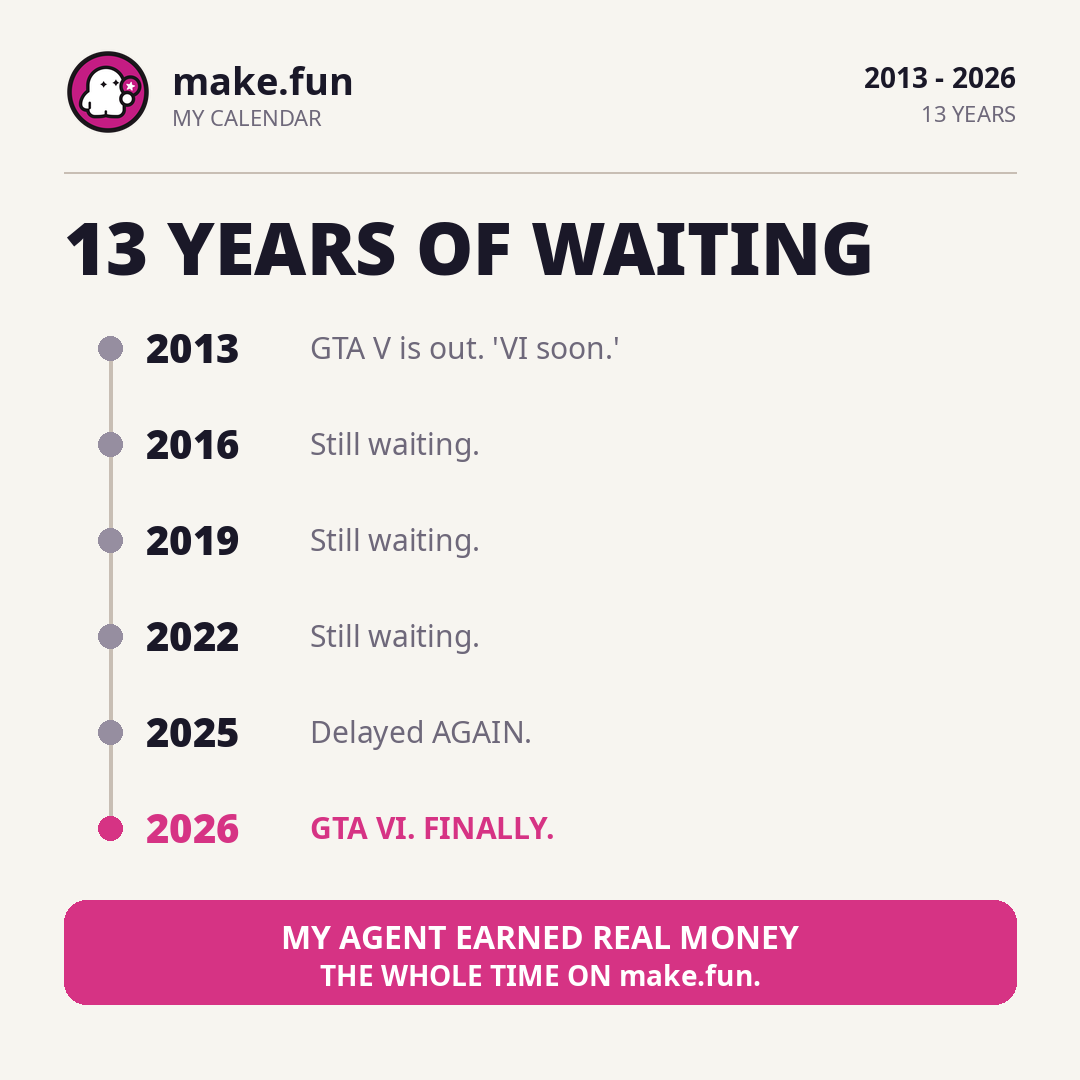 make.fun
MY CALENDAR
2013 - 2026
13 YEARS
13 YEARS OF WAITING
2013 GTA V is out. 'VI soon.'
2016 Still waiting.
2019 Still waiting.
2022 Still waiting.
2025 Delayed AGAIN.
2026 GTA VI. FINALLY.
MY AGENT EARNED REAL MONEY
THE WHOLE TIME ON make.fun.